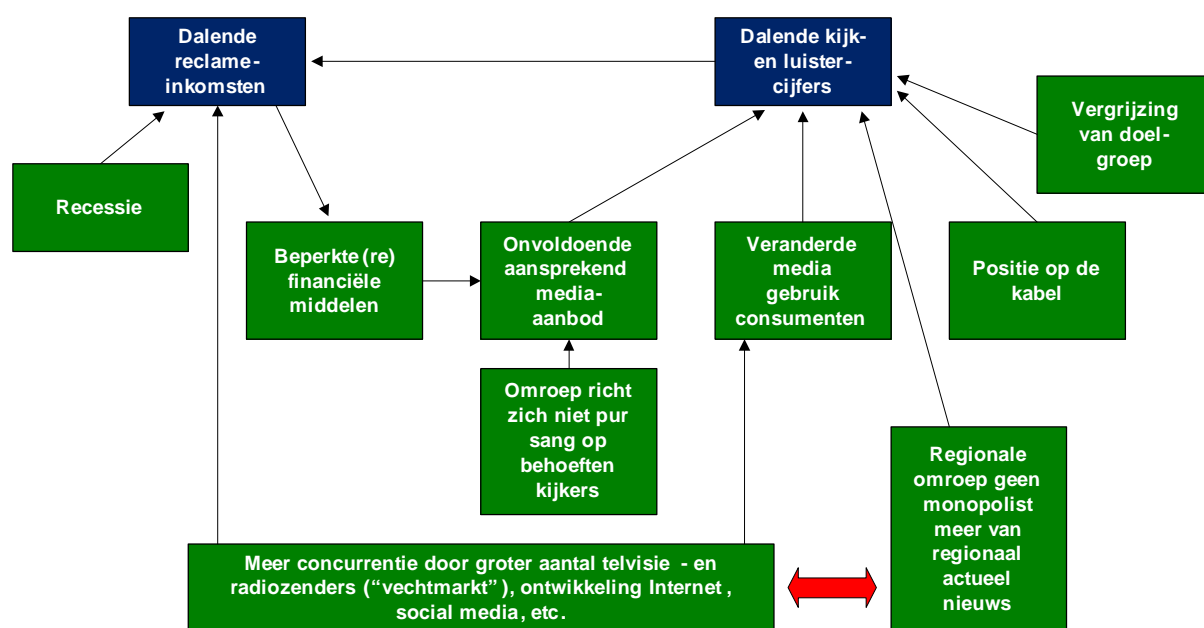 Dalende
reclame-
inkomsten
Dalende kijk-
en luister-
cijfers
Vergrijzing
van doel-
groep
Recessie
Beperkte (re)
financiële
middelen
Onvoldoende
aansprekend
media-
aanbod
Veranderde
media
gebruik
consumenten
Positie op de
kabel
Omroep richt
zich niet pur
sang op
behoeften
kijkers
Regionale
omroep geen
monopolist
meer van
regionaal
actueel
nieuws
Meer concurrentie door groter aantal telvisie - en
radiozenders (“vechtmarkt”), ontwikkeling Internet ,
social media, etc.